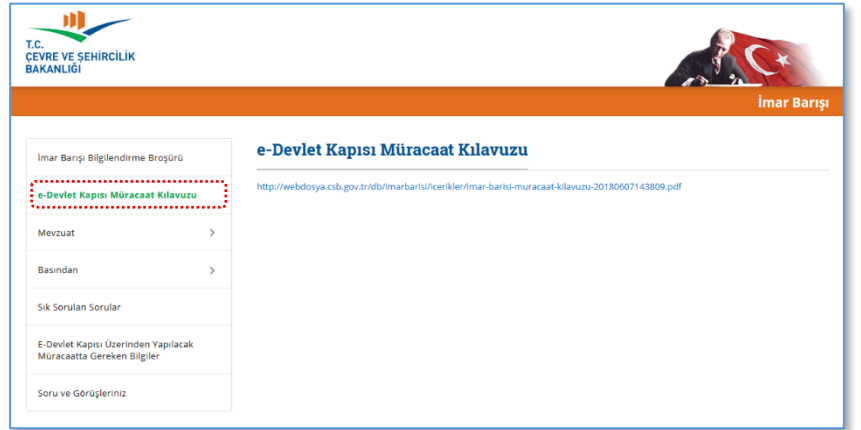 T.C.
ÇEVRE VE ŞEHİRCİLİK
BAKANLIĞI
İmar Barışı
İmar Barışı Bilgilendirme Broşürü
e-Devlet Kapısı Müracaat Kılavuzu
Mevzuat
Basından
Sık Sorulan Sorular
E-Devlet Kapısı Üzerinden Yapılacak
Müracaatta Gereken Bilgiler
Soru ve Görüşleriniz
e-Devlet Kapısı Müracaat Kılavuzu
http://webdosya.csb.gov.tr/db/imarbarisi/icerikler/imar-barisi-muracaat-kilavuzu-20180607143809.pdf